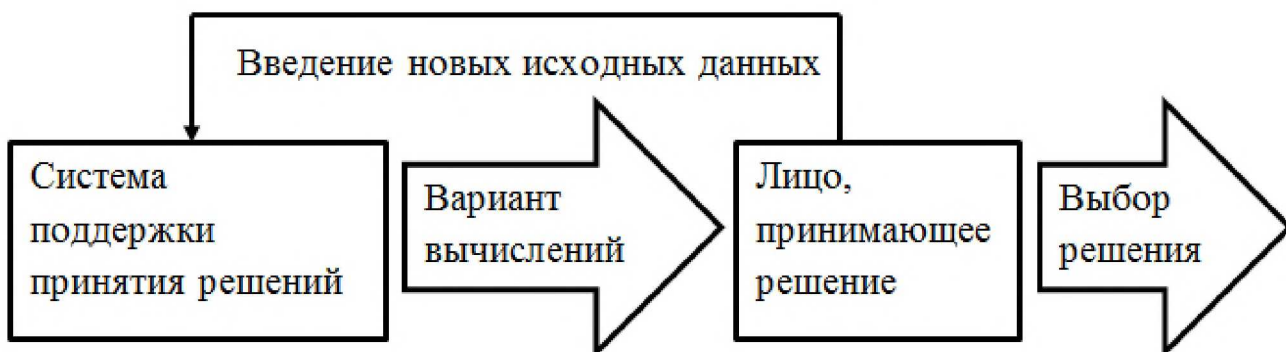 Введение новых исходных данных
Система
поддержки
принятия решений
Вариант
вычислений
Лицо,
принимающее
решение
Выбор
решения